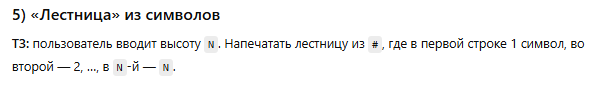 5) «Лестница» из символов
ТЗ: пользователь вводит высоту N. Напечатать лестницу из #, где в первой строке 1 символ, во
второй — 2, ..., в N-й — N.